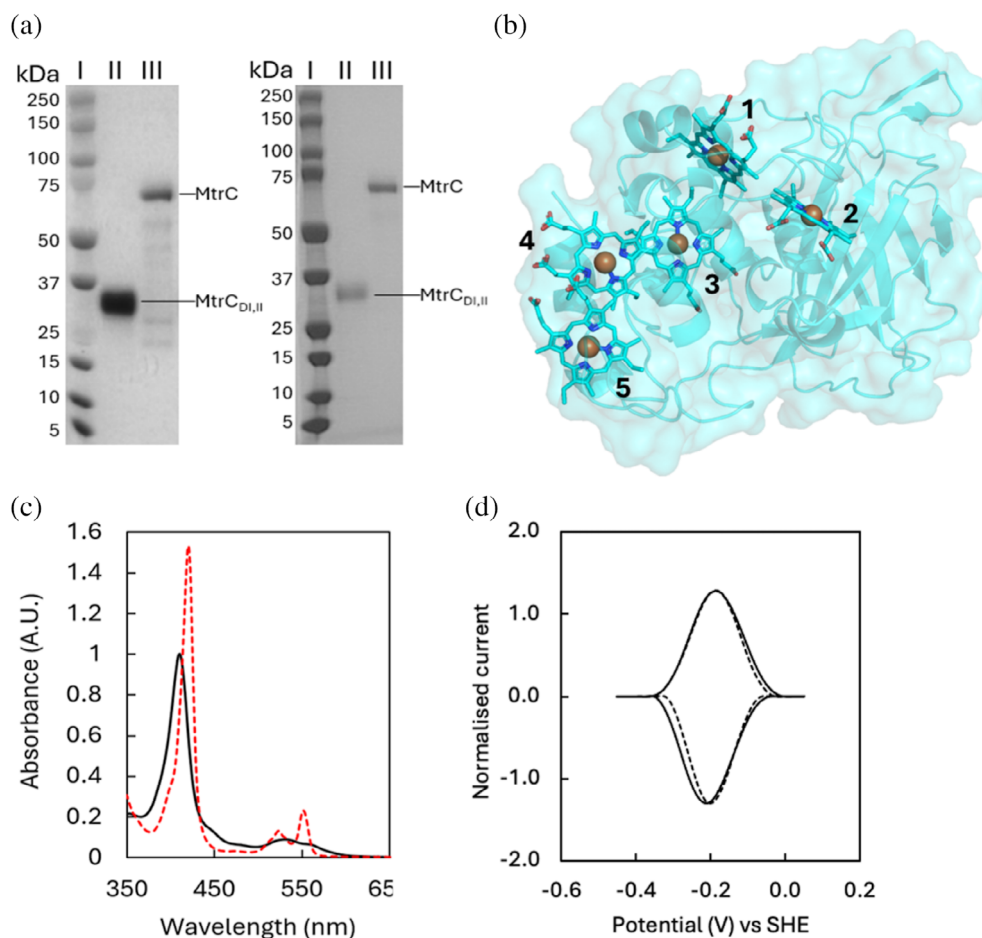 (a)
kDa I II III
250
150
100
75
50
37
25
15
10
5
MtrC
MtrC_DI,II
kDa I II III
250
150
100
75
50
37
25
15
10
5
MtrC
MtrC_DI,II
(b)
1
2
3
4
5
(c)
Absorbance (A.U.)
1.6
1.4
1.2
1
0.8
0.6
0.4
0.2
0
350 450 550 65
Wavelength (nm)
(d)
Normalised current
2.0
1.0
0.0
-1.0
-2.0
-0.6 -0.4 -0.2 0.0 0.2
Potential (V) vs SHE